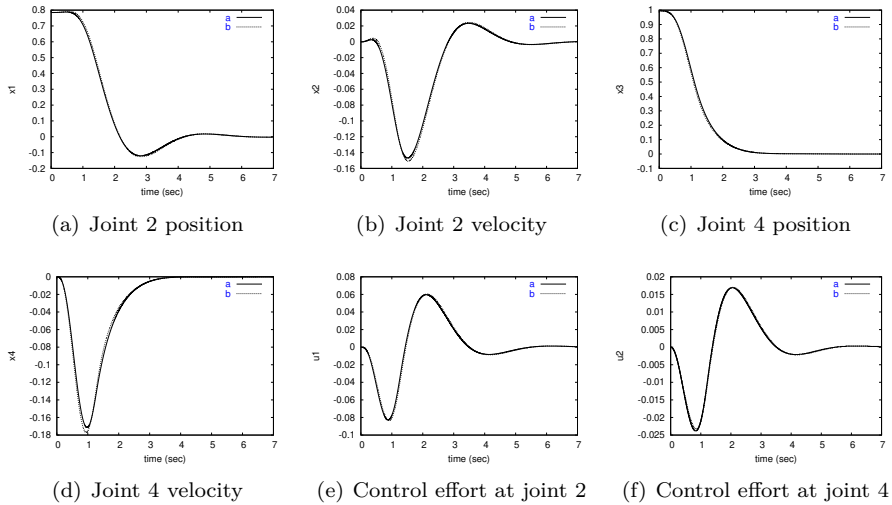 0.8
0.7
0.6
0.5
0.4
0.3
0.2
0.1
0
-0.1
-0.2
x1
a
b
0 1 2 3 4 5 6 7
time (sec)
(a) Joint 2 position
0.04
0.02
0
-0.02
-0.04
-0.06
-0.08
-0.1
-0.12
-0.14
-0.16
x2
a
b
0 1 2 3 4 5 6 7
time (sec)
(b) Joint 2 velocity
1
0.9
0.8
0.7
0.6
0.5
0.4
0.3
0.2
0.1
0
-0.1
x3
a
b
0 1 2 3 4 5 6 7
time (sec)
(c) Joint 4 position
0
-0.02
-0.04
-0.06
-0.08
-0.1
-0.12
-0.14
-0.16
-0.18
x4
a
b
0 1 2 3 4 5 6 7
time (sec)
(d) Joint 4 velocity
0.08
0.06
0.04
0.02
0
-0.02
-0.04
-0.06
-0.08
-0.1
u1
a
b
0 1 2 3 4 5 6 7
time (sec)
(e) Control effort at joint 2
0.02
0.015
0.01
0.005
0
-0.005
-0.01
-0.015
-0.02
-0.025
u2
a
b
0 1 2 3 4 5 6 7
time (sec)
(f) Control effort at joint 4